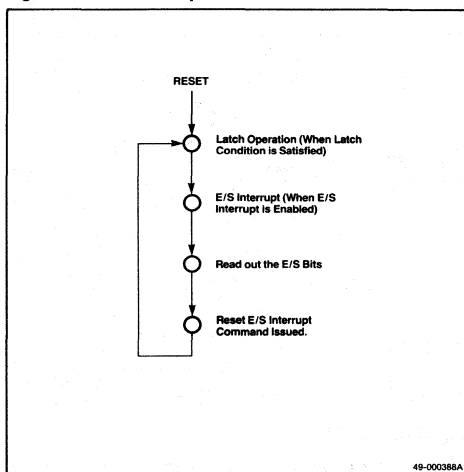 RESET
Latch Operation (When Latch
Condition is Satisfied)
E/S Interrupt (When E/S
Interrupt is Enabled)
Read out the E/S Bits
Reset E/S Interrupt
Command Issued.
49-000388A